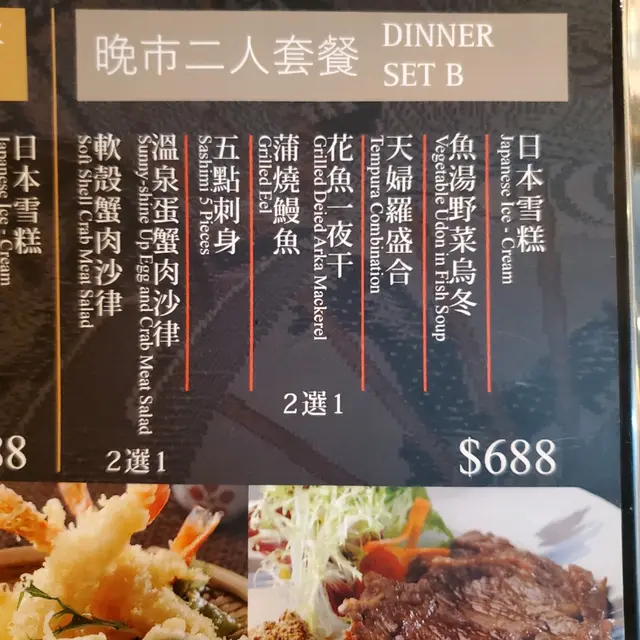 晚市二人套餐
DINNER
SET B
軟殼蟹肉沙律
Soft Shell Crab Meat Salad
溫泉蛋蟹肉沙律
Sunny-shine Up Egg and Crab Meat Salad
2選1
五點刺身
Sashimi 5 Pieces
蒲燒鰻魚
Grilled Eel
花魚一夜干
Grilled Deied Arka Mackerel
2選1
天婦羅盛合
Tempura Combination
魚湯野菜烏冬
Vegetable Udon in Fish Soup
日本雪糕
Japanese Ice - Cream
$688
日本雪糕
Japanese Ice - Cream
88